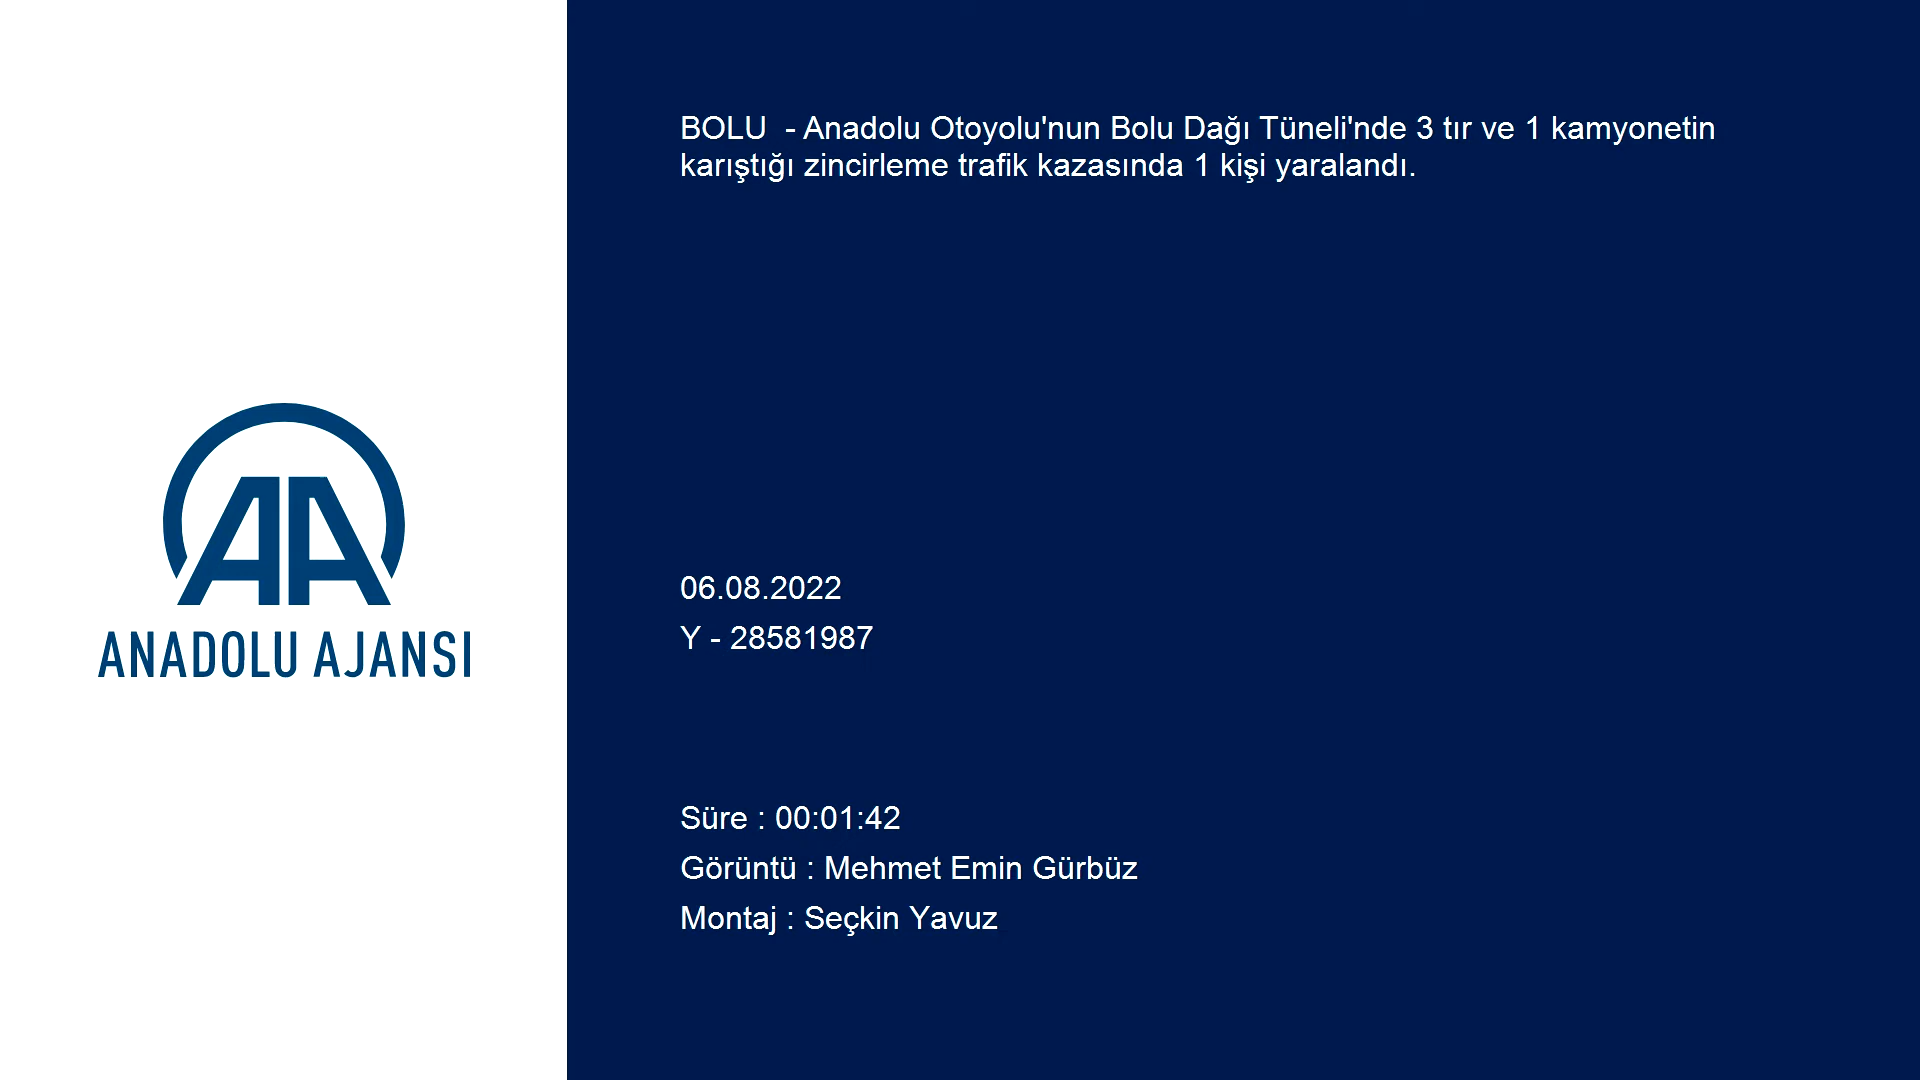 BOLU  - Anadolu Otoyolu'nun Bolu Dağı Tüneli'nde 3 tır ve 1 kamyonetin
karıştığı zincirleme trafik kazasında 1 kişi yaralandı.
AA
ANADOLU AJANSI
06.08.2022
Y - 28581987
Süre : 00:01:42
Görüntü : Mehmet Emin Gürbüz
Montaj : Seçkin Yavuz